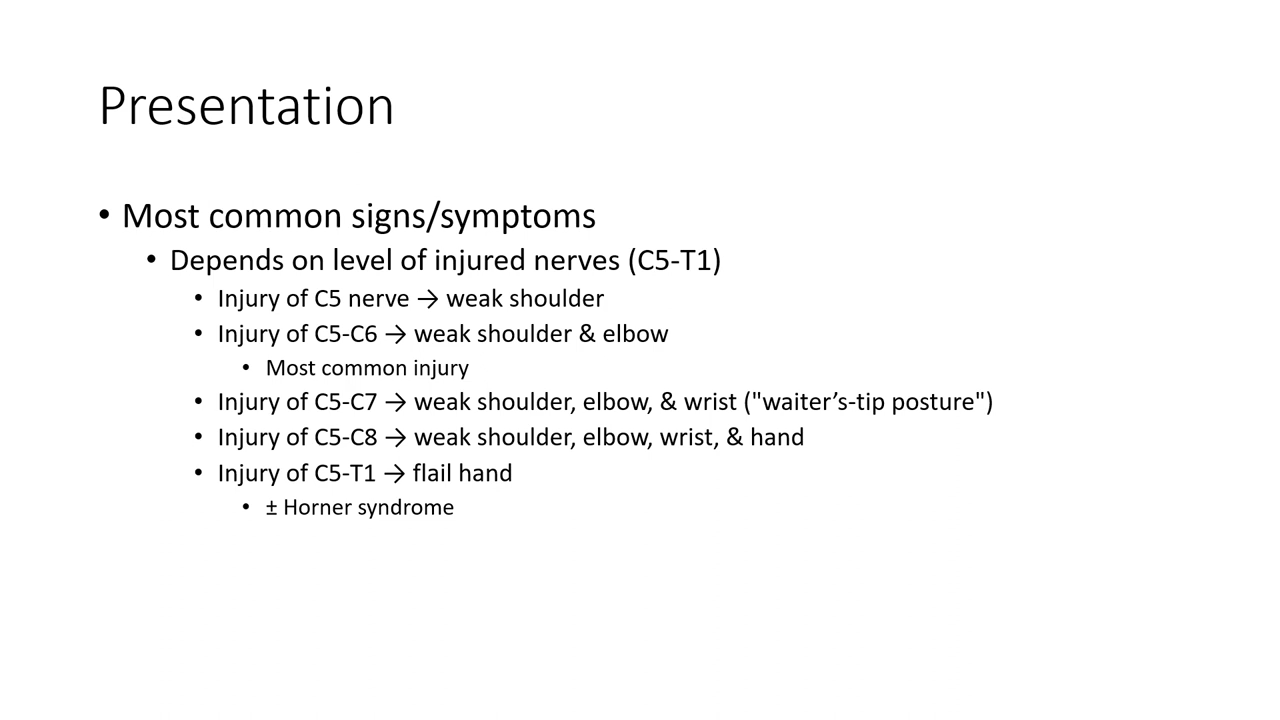 Presentation
• Most common signs/symptoms
• Depends on level of injured nerves (C5-T1)
• Injury of C5 nerve → weak shoulder
• Injury of C5-C6 → weak shoulder & elbow
• Most common injury
• Injury of C5-C7 → weak shoulder, elbow, & wrist ("waiter’s-tip posture")
• Injury of C5-C8 → weak shoulder, elbow, wrist, & hand
• Injury of C5-T1 → flail hand
• ± Horner syndrome